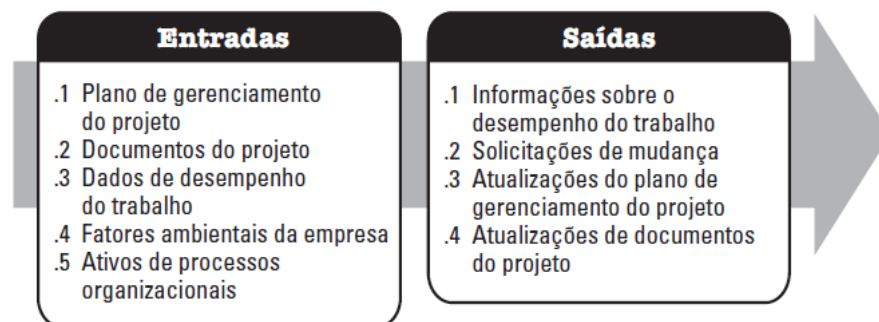 Entradas
.1 Plano de gerenciamento
do projeto
.2 Documentos do projeto
.3 Dados de desempenho
do trabalho
.4 Fatores ambientais da empresa
.5 Ativos de processos
organizacionais
Saídas
.1 Informações sobre o
desempenho do trabalho
.2 Solicitações de mudança
.3 Atualizações do plano de
gerenciamento do projeto
.4 Atualizações de documentos
do projeto